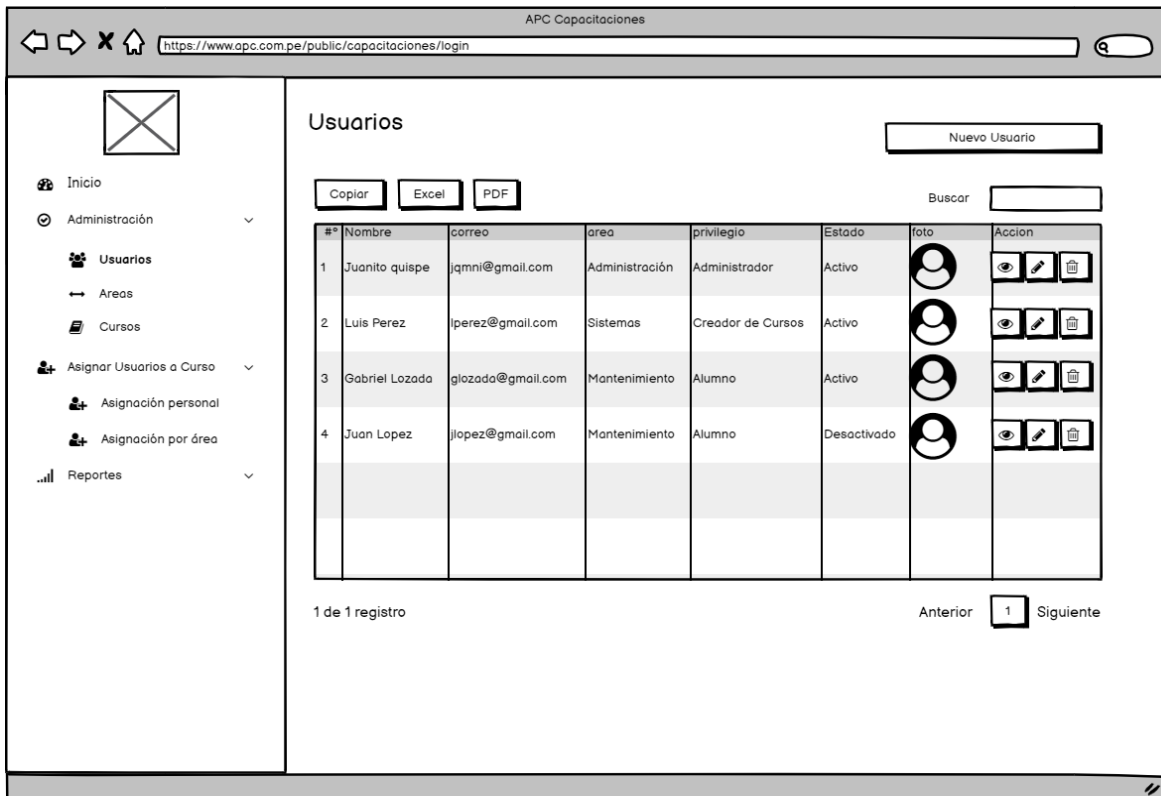 APC Capacitaciones
https://www.apc.com.pe/public/capacitaciones/login
Inicio
Administración
Usuarios
Areas
Cursos
Asignar Usuarios a Curso
Asignación personal
Asignación por área
Reportes
Usuarios
Nuevo Usuario
Copiar Excel PDF
Buscar
#º Nombre correo area privilegio Estado foto Accion
1 Juanito quispe jqmni@gmail.com Administración Administrador Activo
2 Luis Perez lperez@gmail.com Sistemas Creador de Cursos Activo
3 Gabriel Lozada glozada@gmail.com Mantenimiento Alumno Activo
4 Juan Lopez jlopez@gmail.com Mantenimiento Alumno Desactivado
1 de 1 registro
Anterior 1 Siguiente